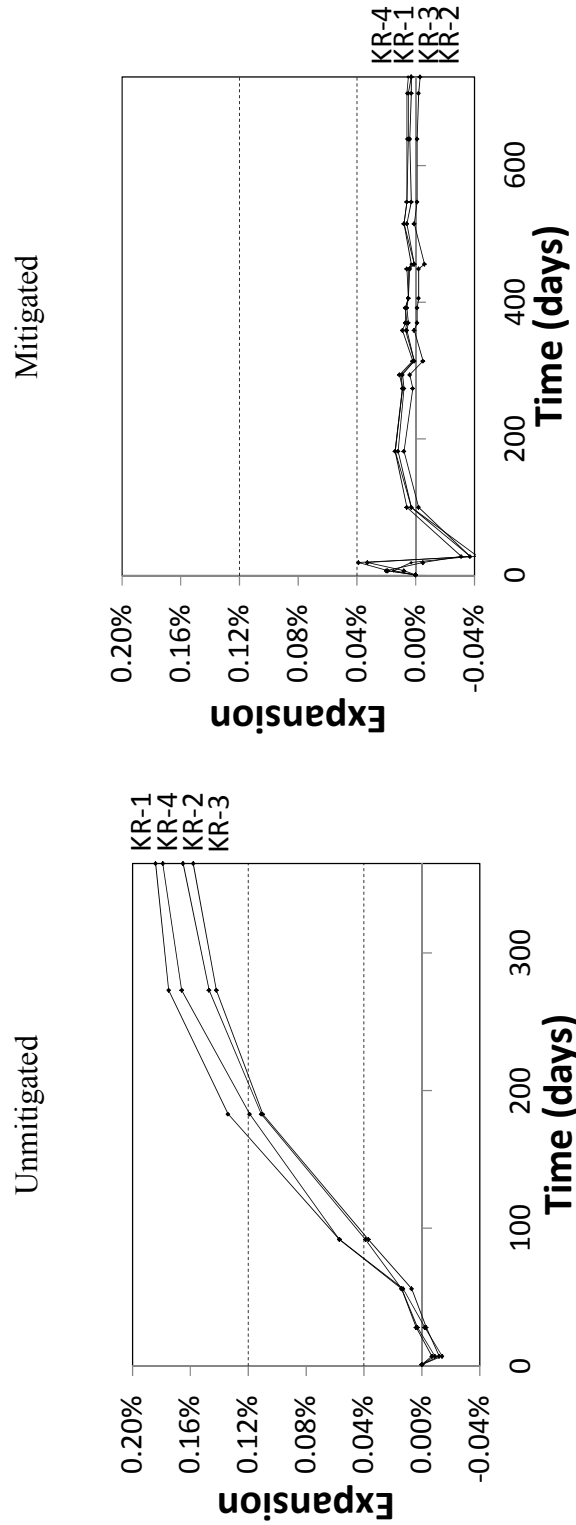 Unmitigated
0.20%
0.16%
0.12%
0.08%
0.04%
0.00%
-0.04%
Expansion
0
100
200
300
Time (days)
KR-1
KR-4
KR-2
KR-3
Mitigated
0.20%
0.16%
0.12%
0.08%
0.04%
0.00%
-0.04%
Expansion
0
200
400
600
Time (days)
KR-4
KR-1
KR-3
KR-2